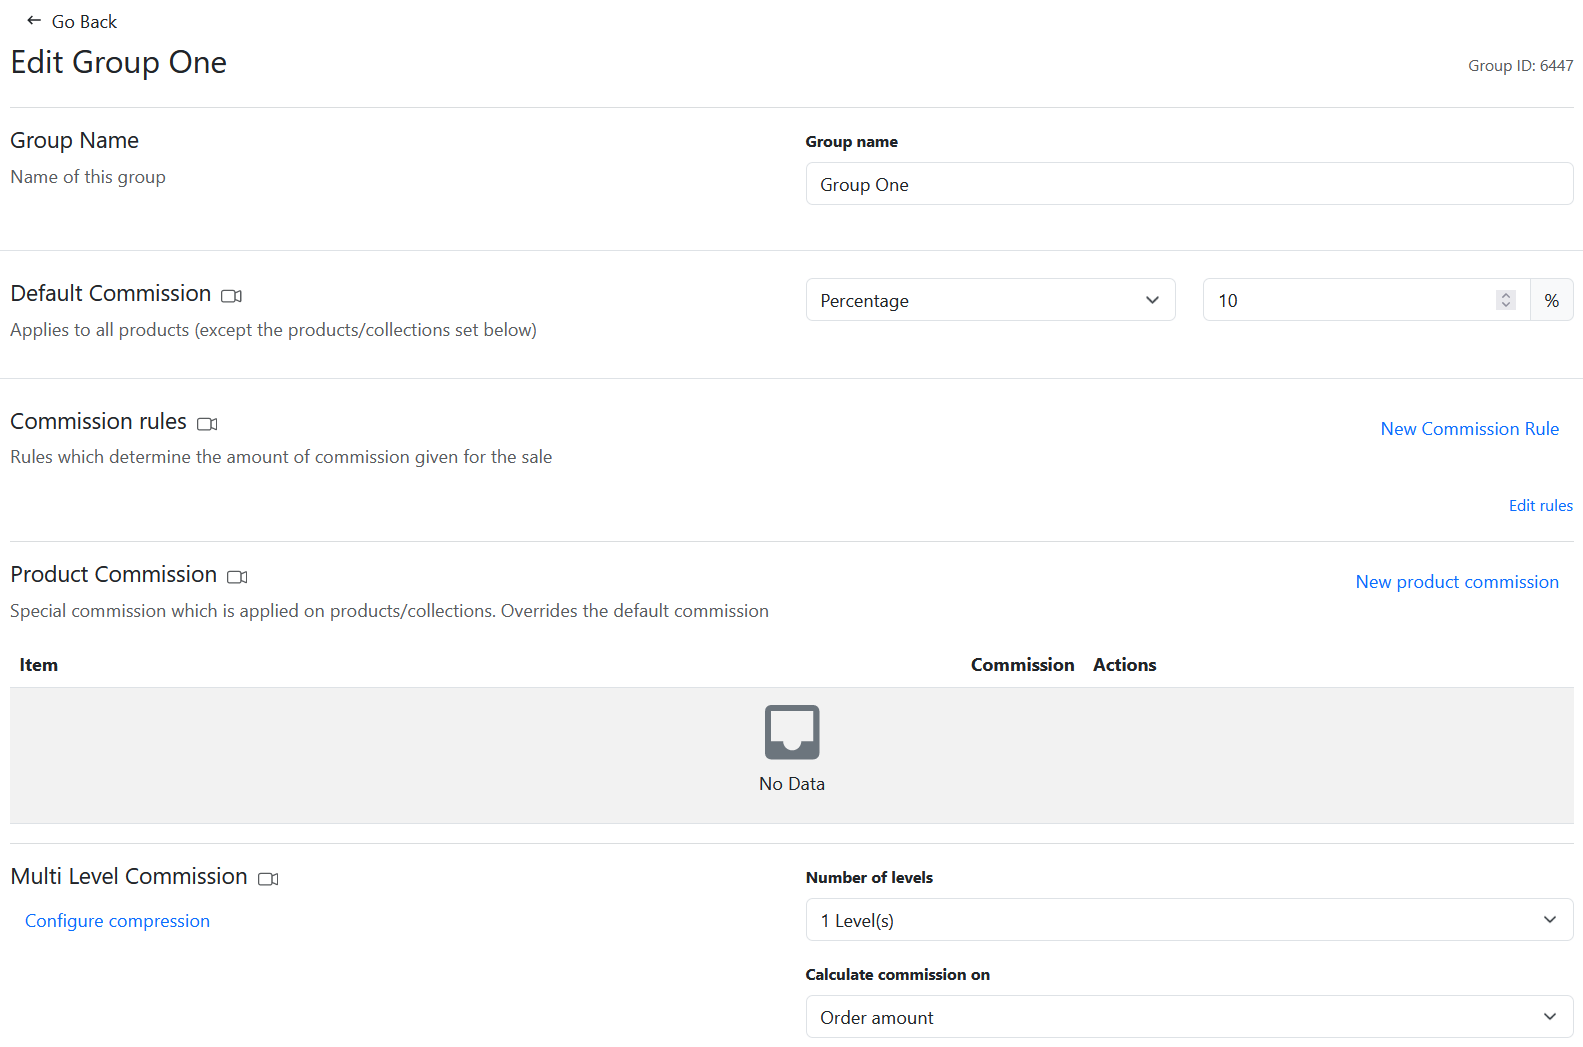 Go Back
Edit Group One
Group ID: 6447
Group Name
Name of this group
Group name
Group One
Default Commission
Applies to all products (except the products/collections set below)
Percentage
10
%
Commission rules
Rules which determine the amount of commission given for the sale
New Commission Rule
Edit rules
Product Commission
Special commission which is applied on products/collections. Overrides the default commission
New product commission
Item Commission Actions
No Data
Multi Level Commission
Configure compression
Number of levels
1 Level(s)
Calculate commission on
Order amount